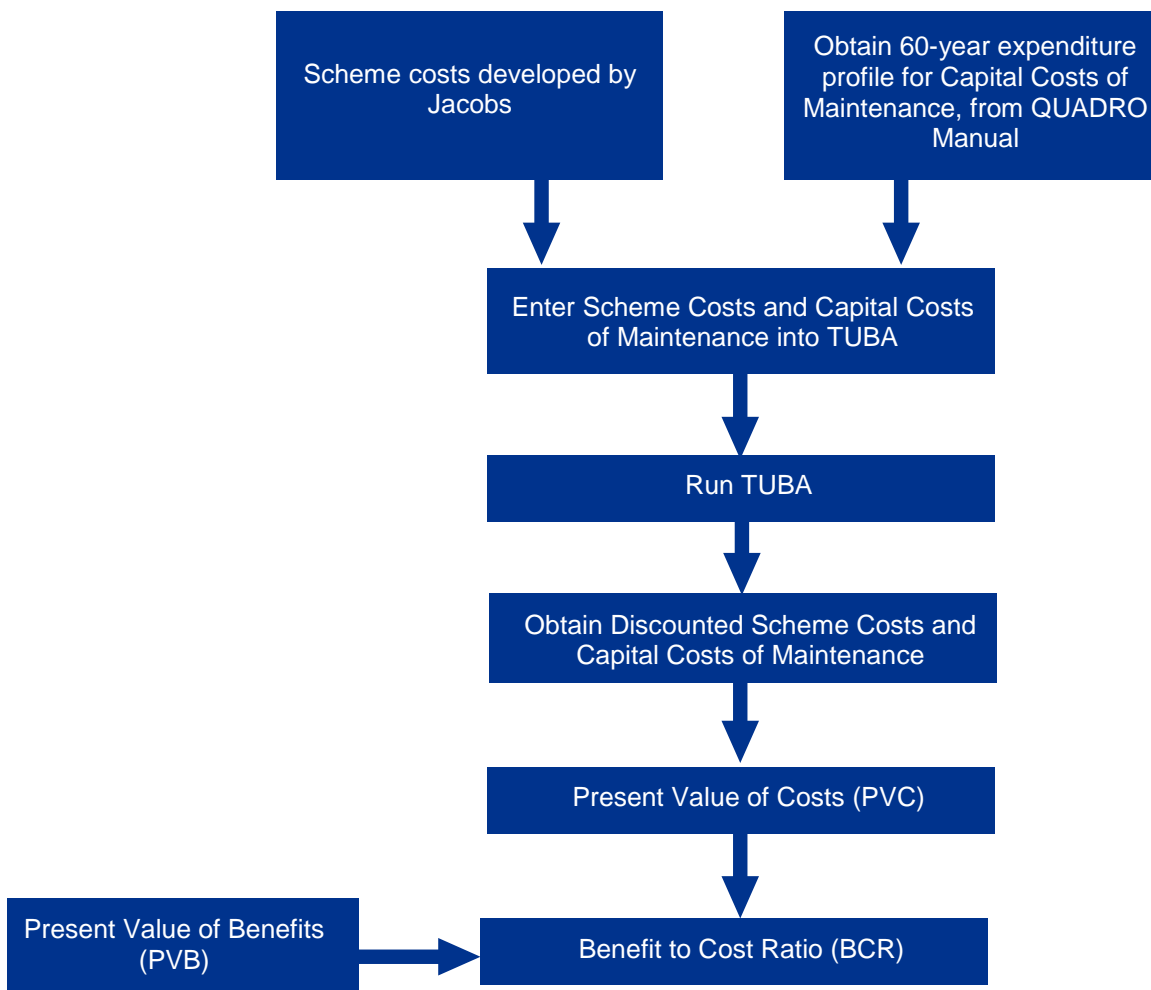 Scheme costs developed by
Jacobs
Obtain 60-year expenditure
profile for Capital Costs of
Maintenance, from QUADRO
Manual
Enter Scheme Costs and Capital Costs
of Maintenance into TUBA
Run TUBA
Obtain Discounted Scheme Costs and
Capital Costs of Maintenance
Present Value of Costs (PVC)
Present Value of Benefits
(PVB)
Benefit to Cost Ratio (BCR)